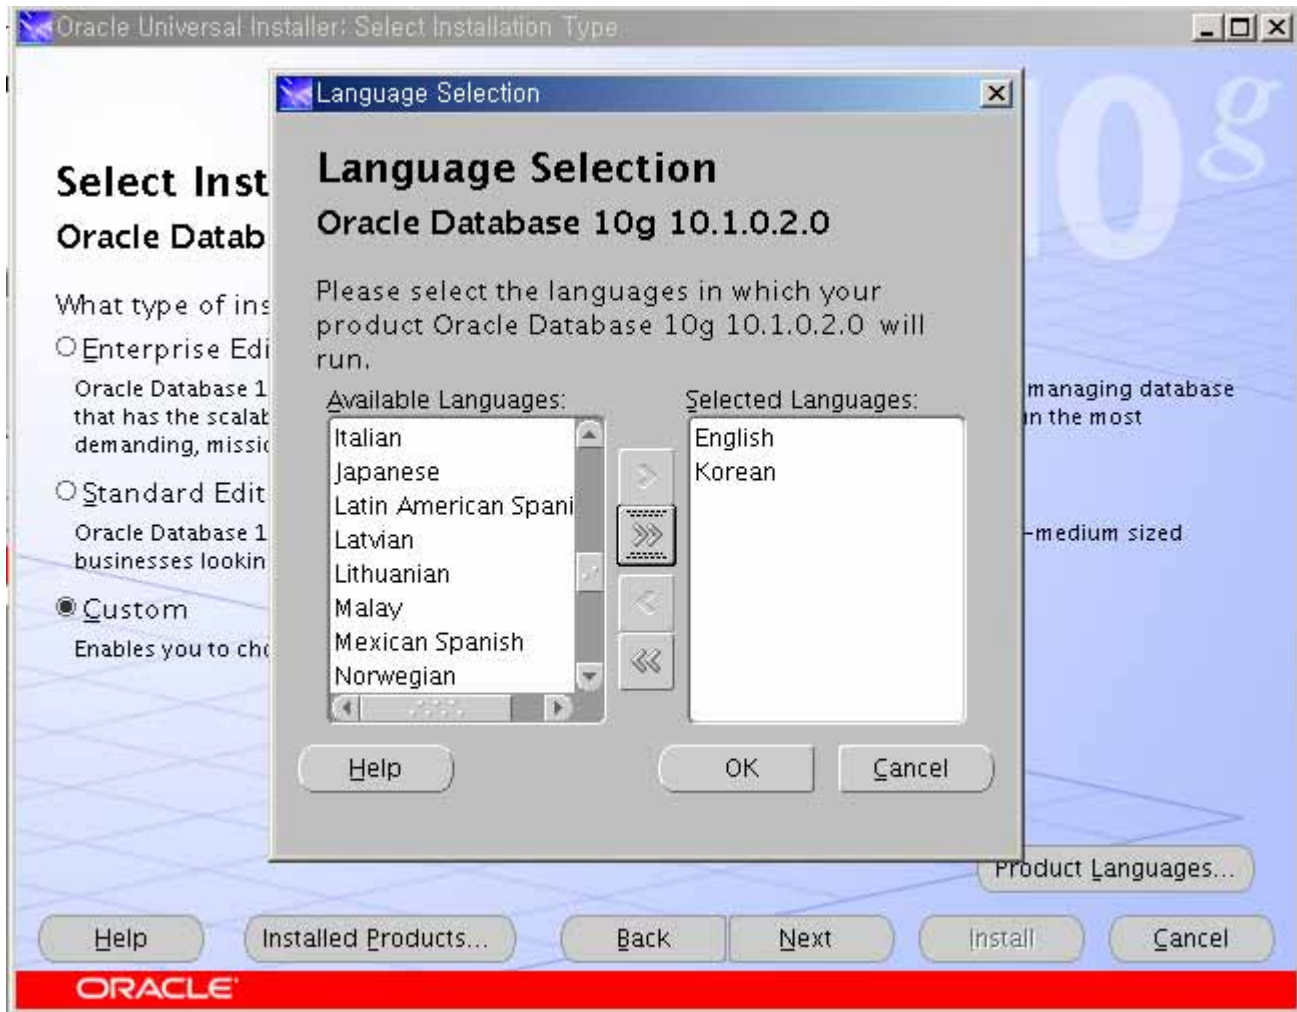 Oracle Universal Installer: Select Installation Type
Language Selection
10g
Language Selection
Select Inst
Oracle Database 10g 10.1.0.2.0
Oracle Datab
Please select the languages in which your
product Oracle Database 10g 10.1.0.2.0 will
run.
What type of ins
Enterprise Edi
Oracle Database 1
managing database
that has the scalab
in the most
demanding, missio
Available Languages:
Selected Languages:
Italian
Japanese
Latin American Spani
Latvian
Lithuanian
Malay
Mexican Spanish
Norwegian
English
Korean
Standard Edit
Oracle Database 1
-medium sized
businesses lookin
Custom
Enables you to cho
Help
OK
Cancel
Product Languages...
Help
Installed Products...
Back
Next
Install
Cancel
ORACLE